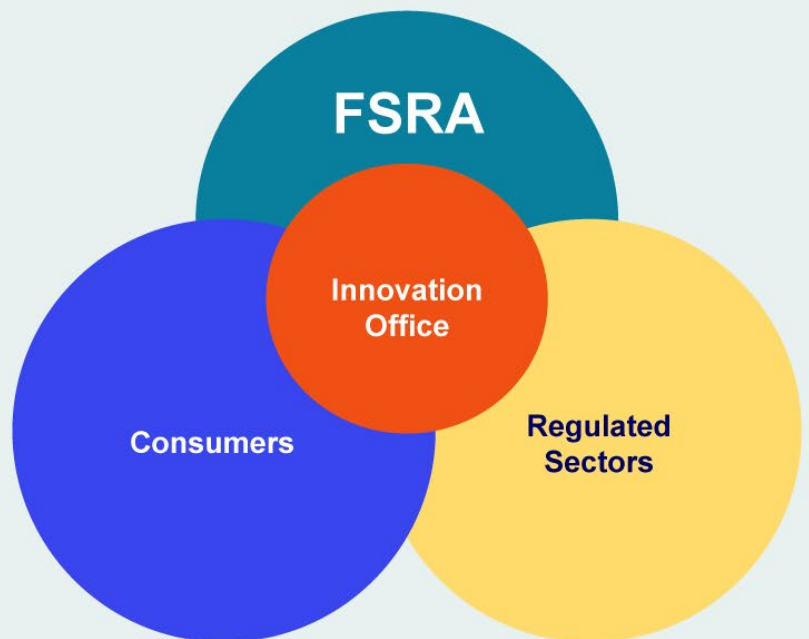 FSRA
Innovation
Office
Consumers
Regulated
Sectors